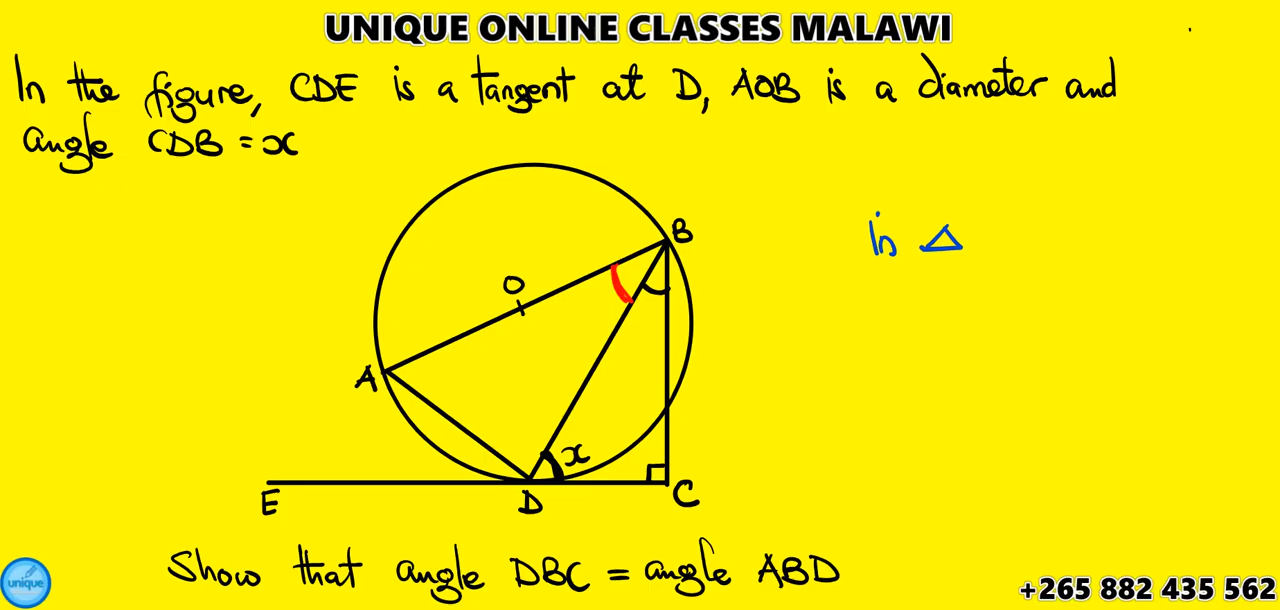 UNIQUE ONLINE CLASSES MALAWI
In the figure, CDE is a tangent at D, AOB is a diameter and
angle CDB = x
B
In △
O
A
x
E
D
C
Show that angle DBC = angle ABD
unique
+265 882 435 562